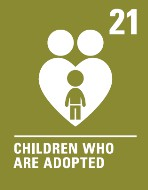 21
CHILDREN WHO
ARE ADOPTED